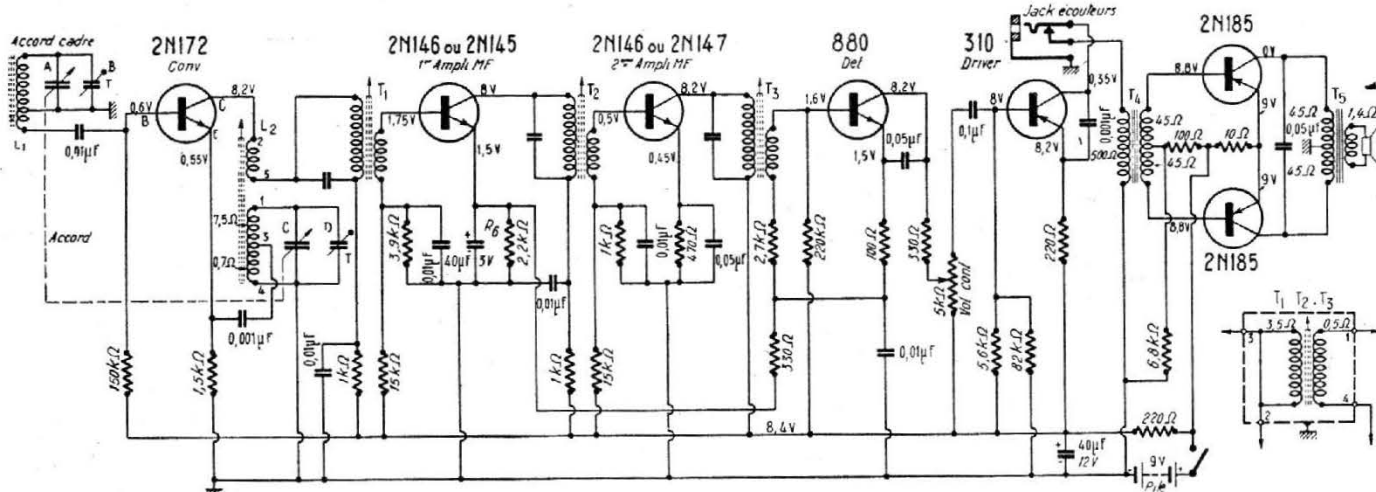 Jack écouteurs
2N172
Conv
2N146 ou 2N145
1er Ampli MF
2N146 ou 2N147
2me Ampli MF
880
Det
310
Driver
2N185
Accord cadre
A
B
T
L1
0,91µF
0,6V
B
C
E
8,2V
0,55V
L2
2
5
1
7,5Ω
3
0,7Ω
4
C
D
T
Accord
0,001µF
150kΩ
1,5kΩ
0,01µF
1kΩ
15kΩ
T1
1,75V
8V
1,5V
3,9kΩ
0,01µF
40µF
3V
R6
2,2kΩ
0,01µF
1kΩ
15kΩ
T2
0,5V
8,2V
0,45V
1kΩ
0,01µF
470Ω
0,05µF
T3
2,7kΩ
330Ω
1,6V
8,2V
1,5V
0,05µF
220kΩ
100Ω
330Ω
0,01µF
5kΩ
Vol cont
0,1µF
8V
0,35V
8,2V
0,001µF
5,6kΩ
82kΩ
220Ω
T4
500Ω
45Ω
45Ω
8,8V
100Ω
10Ω
0V
9V
9V
8,8V
45Ω
0,05µF
45Ω
T5
1,4Ω
2N185
6,8kΩ
220Ω
8,4V
40µF
12V
+
-
- 9V +
Pile
T1 T2 - T3
3,5Ω
0,5Ω
3
1
2
4